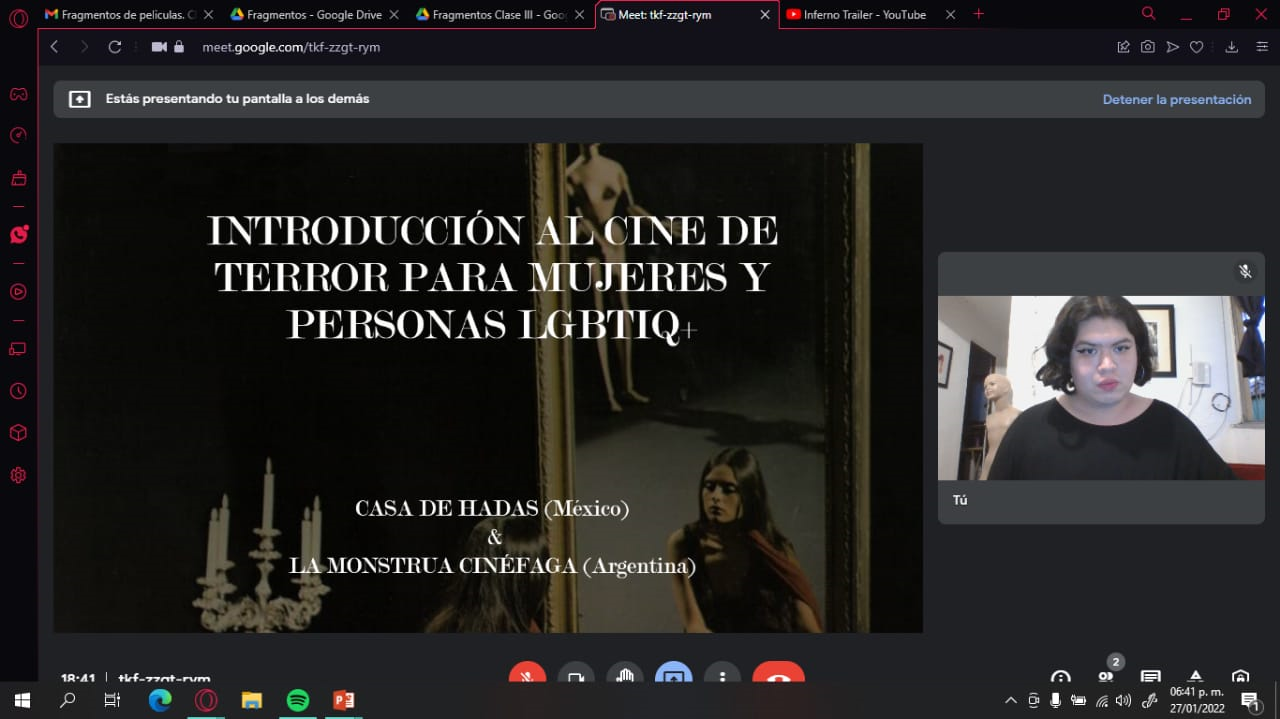 Fragmentos de películas. C
Fragmentos - Google Drive
Fragmentos Clase III - Goo
Meet: tkf-zzgt-rym
Inferno Trailer - YouTube
meet.google.com/tkf-zzgt-rym
Estás presentando tu pantalla a los demás
Detener la presentación
INTRODUCCIÓN AL CINE DE
TERROR PARA MUJERES Y
PERSONAS LGBTIQ+
CASA DE HADAS (México)
&
LA MONSTRUA CINÉFAGA (Argentina)
Tú
18:41 | tkf-zzgt-rym
2
06:41 p. m.
27/01/2022
1